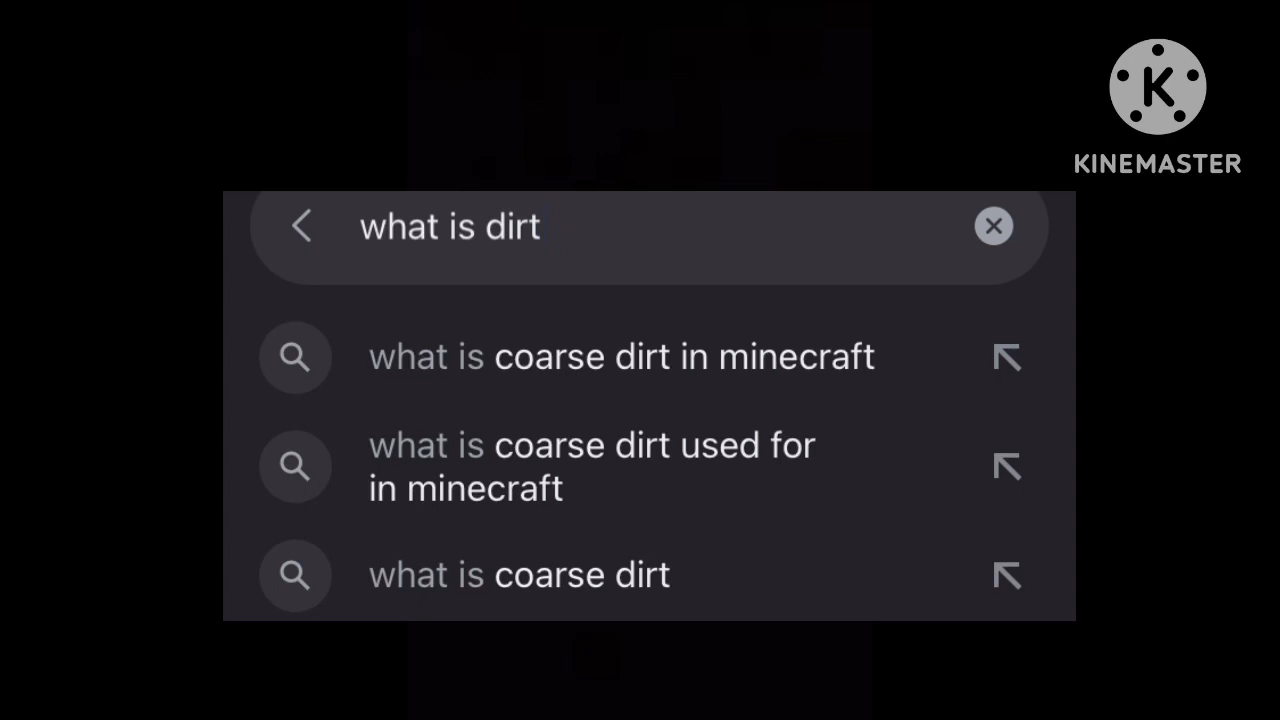 KINEMASTER
what is dirt
what is coarse dirt in minecraft
what is coarse dirt used for
in minecraft
what is coarse dirt